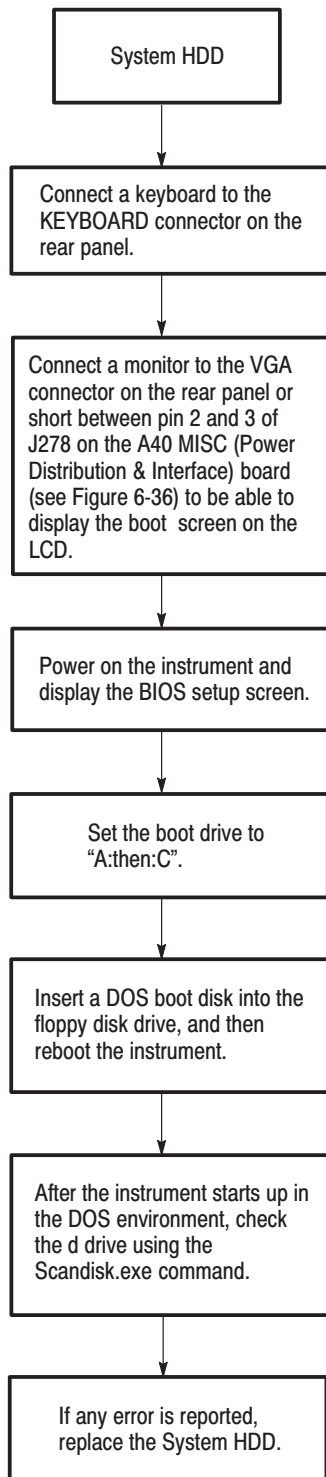 System HDD
Connect a keyboard to the
KEYBOARD connector on the
rear panel.
Connect a monitor to the VGA
connector on the rear panel or
short between pin 2 and 3 of
J278 on the A40 MISC (Power
Distribution & Interface) board
(see Figure 6-36) to be able to
display the boot screen on the
LCD.
Power on the instrument and
display the BIOS setup screen.
Set the boot drive to
“A:then:C”.
Insert a DOS boot disk into the
floppy disk drive, and then
reboot the instrument.
After the instrument starts up in
the DOS environment, check
the d drive using the
Scandisk.exe command.
If any error is reported,
replace the System HDD.